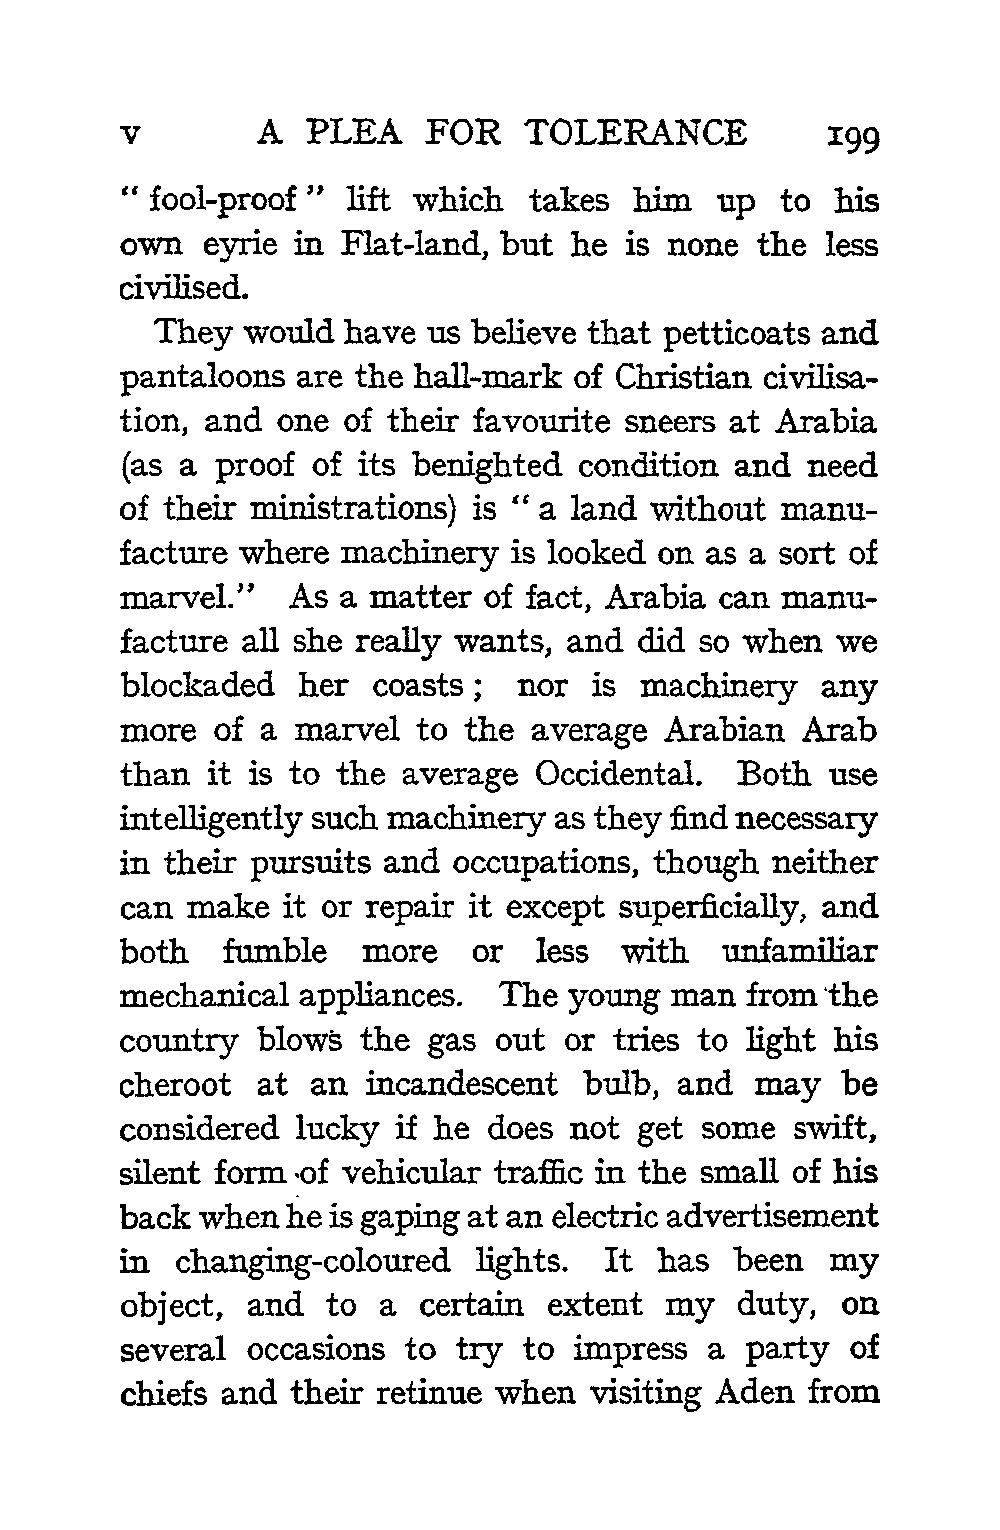 v A PLEA FOR TOLERANCE 199
“ fool-proof ” lift which takes him up to his
own eyrie in Flat-land, but he is none the less
civilised.
They would have us believe that petticoats and
pantaloons are the hall-mark of Christian civilisa-
tion, and one of their favourite sneers at Arabia
(as a proof of its benighted condition and need
of their ministrations) is “ a land without manu-
facture where machinery is looked on as a sort of
marvel.” As a matter of fact, Arabia can manu-
facture all she really wants, and did so when we
blockaded her coasts ; nor is machinery any
more of a marvel to the average Arabian Arab
than it is to the average Occidental. Both use
intelligently such machinery as they find necessary
in their pursuits and occupations, though neither
can make it or repair it except superficially, and
both fumble more or less with unfamiliar
mechanical appliances. The young man from the
country blows the gas out or tries to light his
cheroot at an incandescent bulb, and may be
considered lucky if he does not get some swift,
silent form of vehicular traffic in the small of his
back when he is gaping at an electric advertisement
in changing-coloured lights. It has been my
object, and to a certain extent my duty, on
several occasions to try to impress a party of
chiefs and their retinue when visiting Aden from